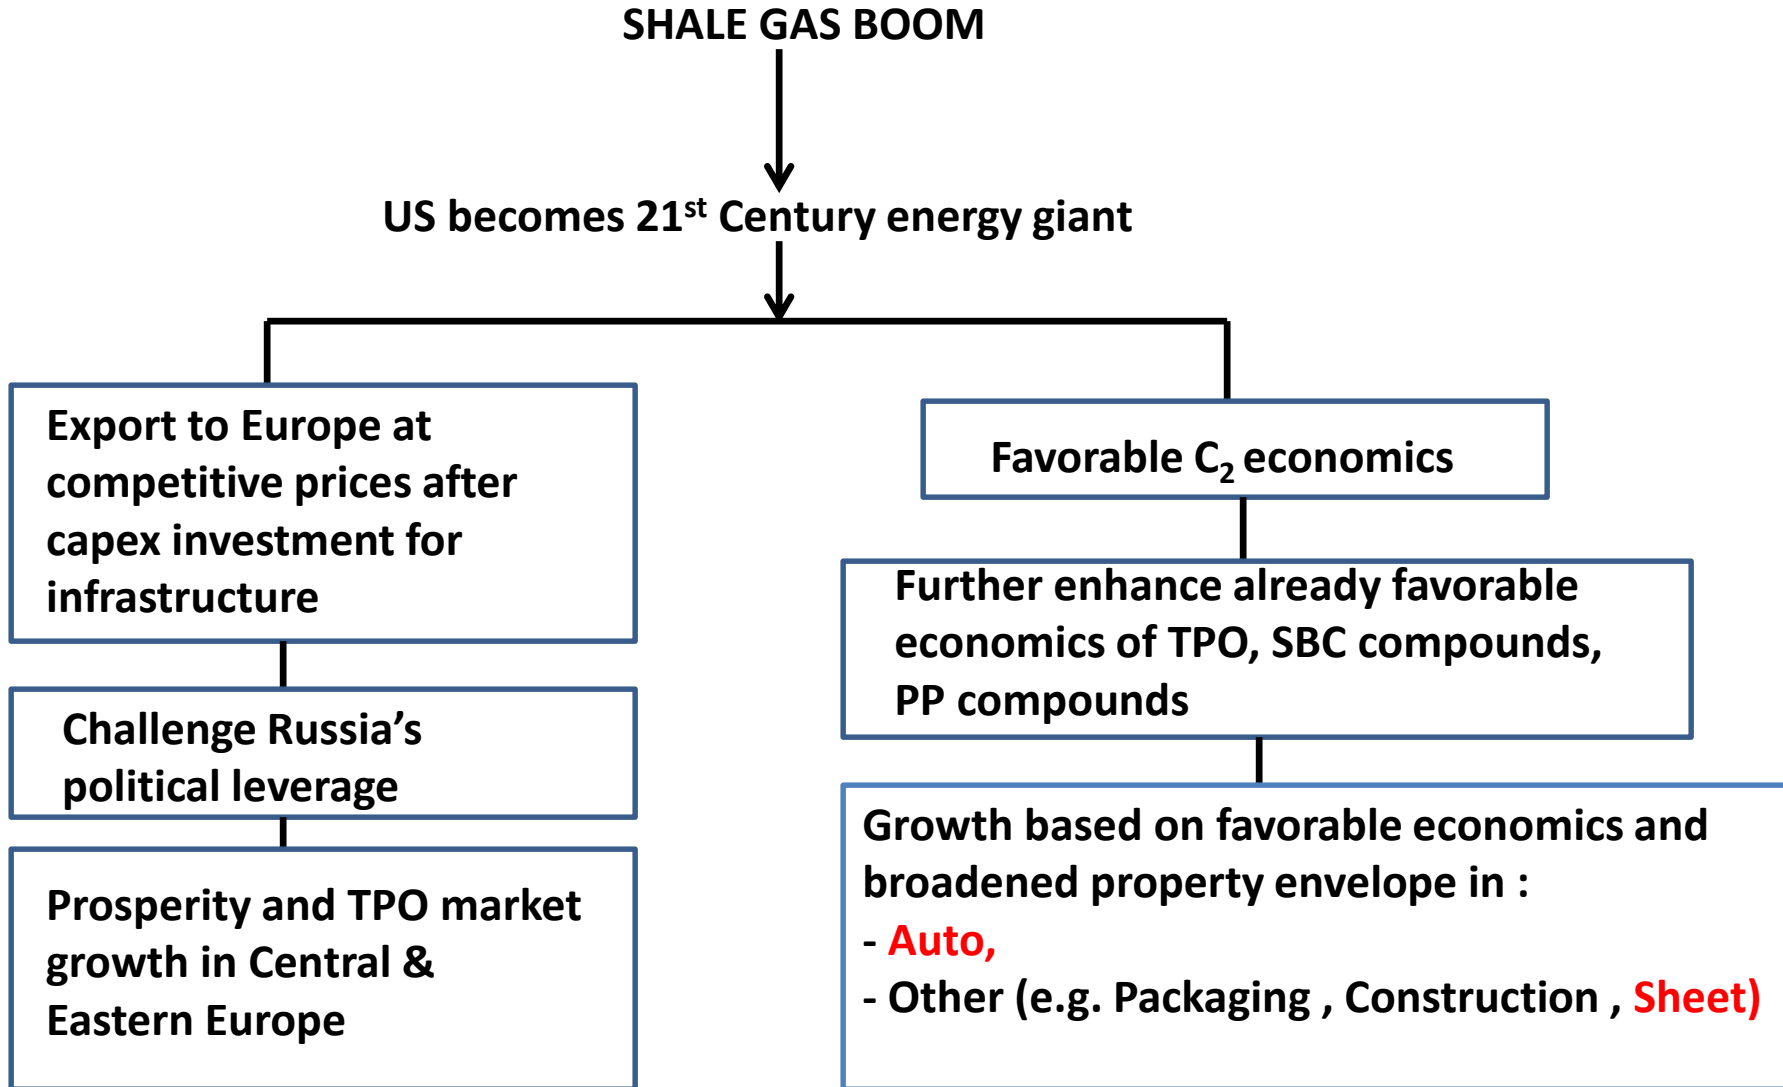 SHALE GAS BOOM
US becomes 21st Century energy giant
Export to Europe at
competitive prices after
capex investment for
infrastructure
Challenge Russia’s
political leverage
Prosperity and TPO market
growth in Central &
Eastern Europe
Favorable C2 economics
Further enhance already favorable
economics of TPO, SBC compounds,
PP compounds
Growth based on favorable economics and
broadened property envelope in :
- Auto,
- Other (e.g. Packaging , Construction , Sheet)